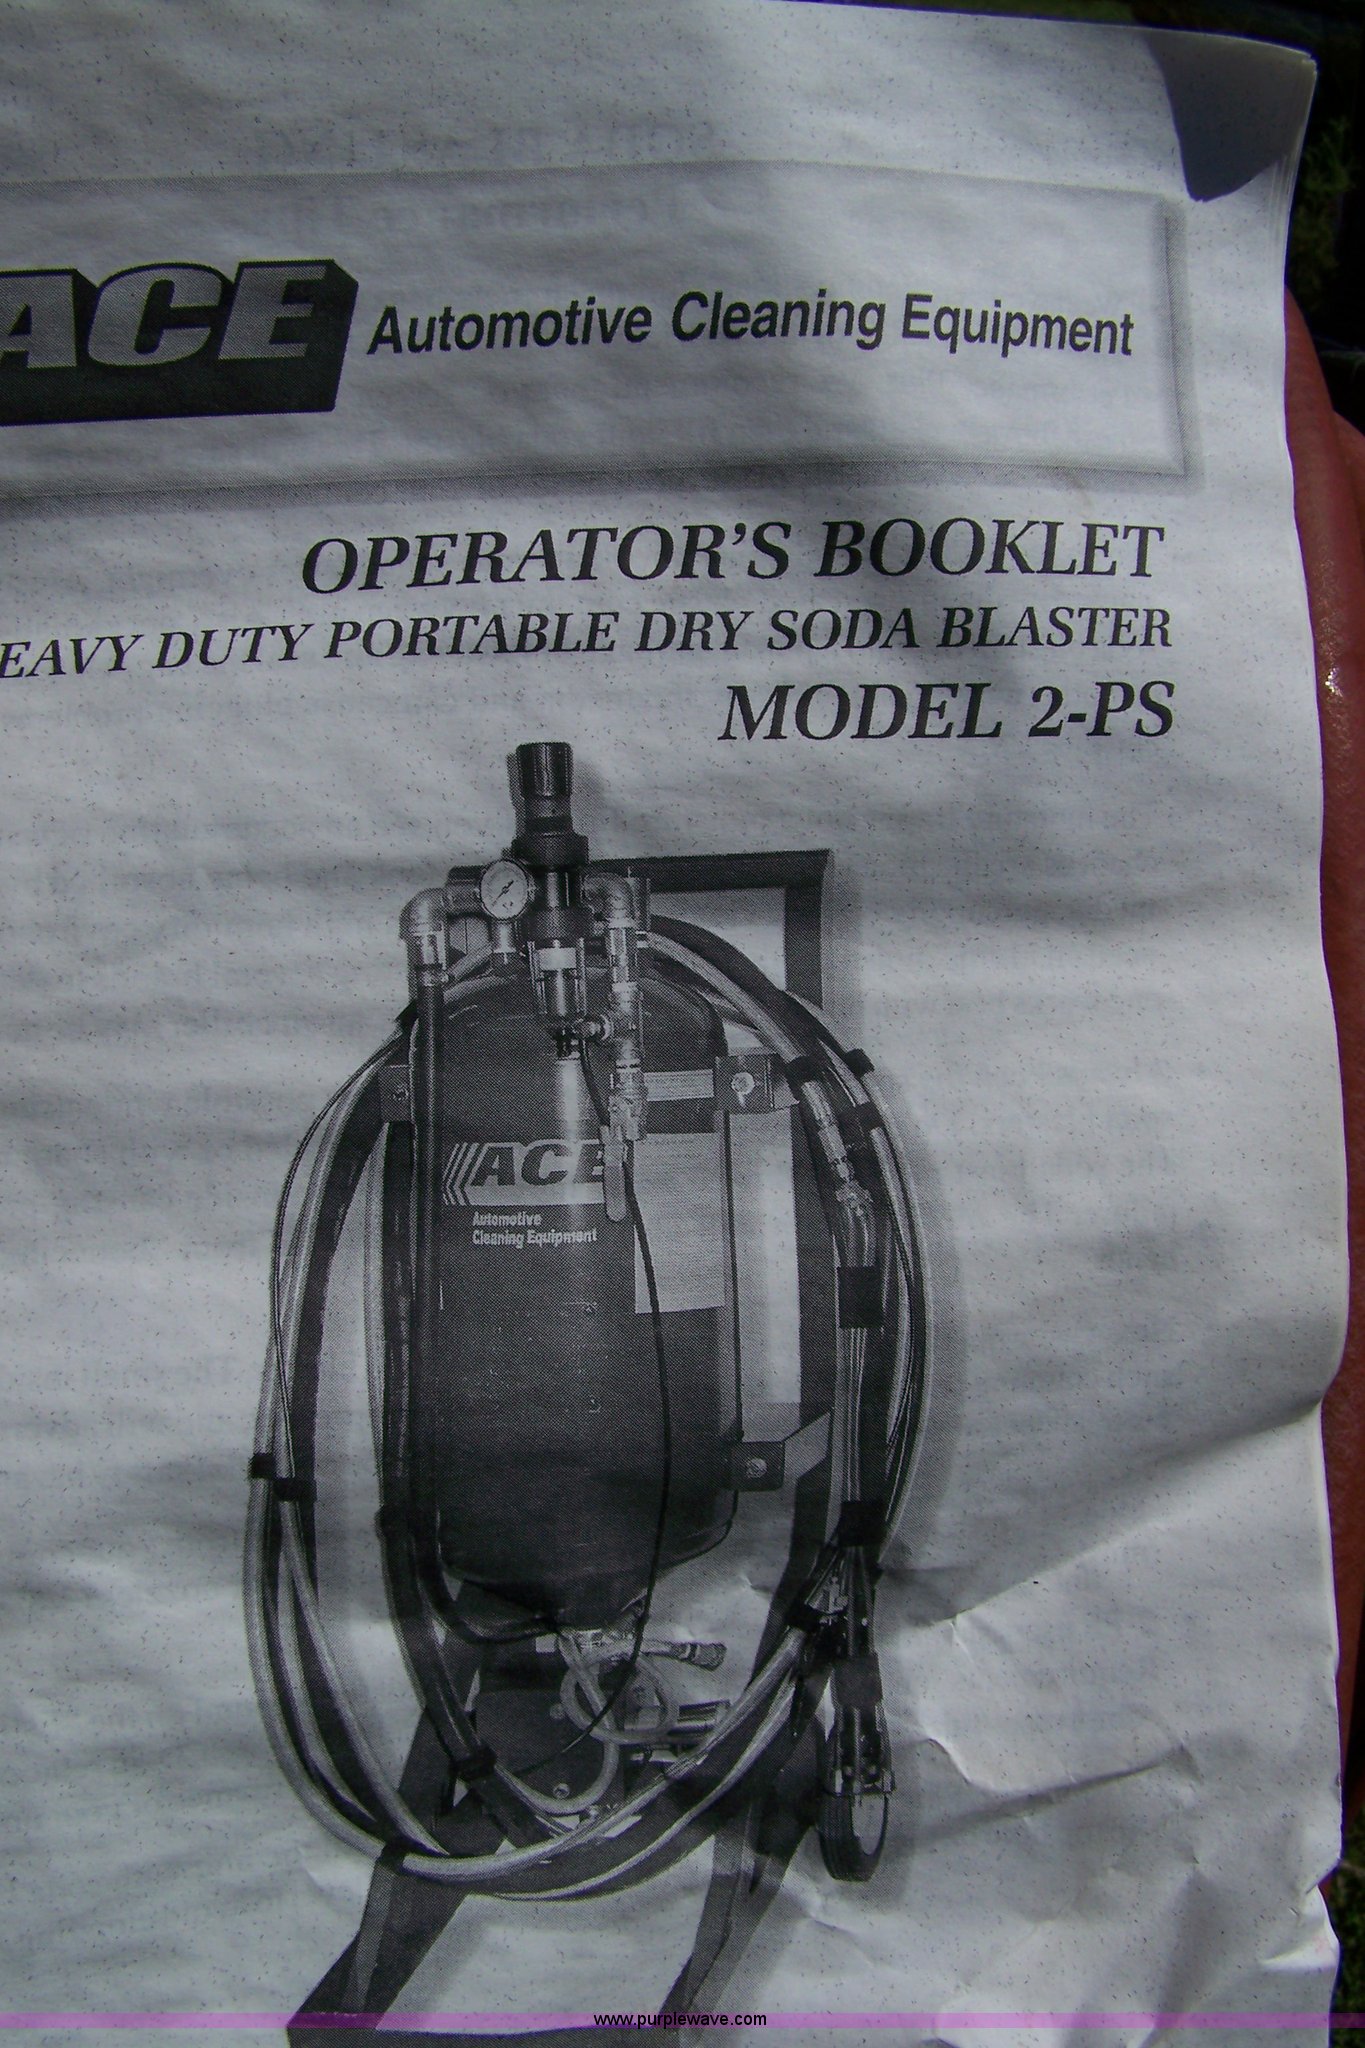 ACE Automotive Cleaning Equipment
OPERATOR'S BOOKLET
EAVY DUTY PORTABLE DRY SODA BLASTER
MODEL 2-PS
ACE
Automotive
Cleaning Equipment
www.purplewave.com